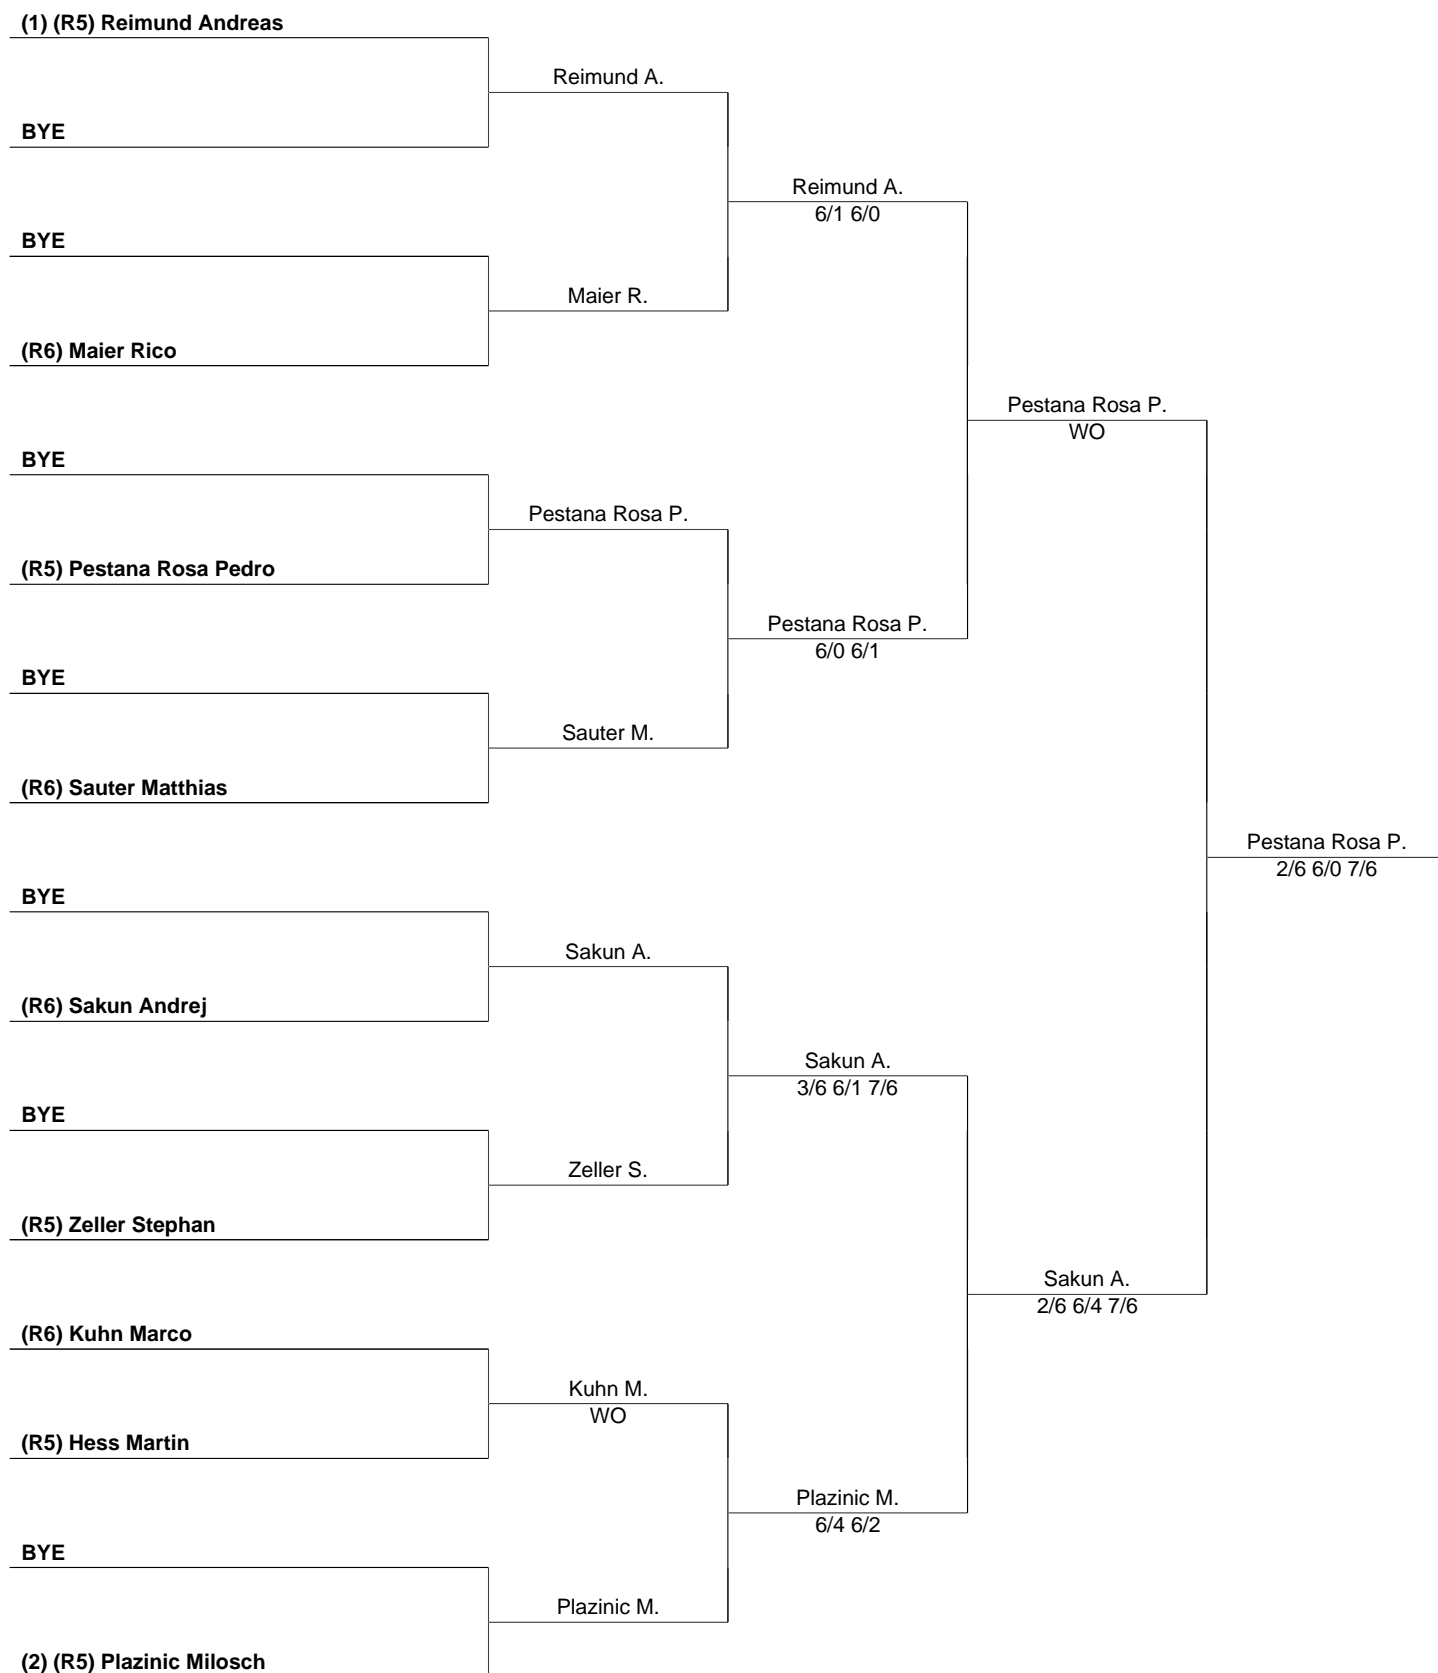 (1) (R5) Reimund Andreas
Reimund A.
BYE
Reimund A.
6/1 6/0
BYE
Maier R.
(R6) Maier Rico
Pestana Rosa P.
WO
BYE
Pestana Rosa P.
(R5) Pestana Rosa Pedro
Pestana Rosa P.
6/0 6/1
BYE
Sauter M.
(R6) Sauter Matthias
Pestana Rosa P.
2/6 6/0 7/6
BYE
Sakun A.
(R6) Sakun Andrej
Sakun A.
3/6 6/1 7/6
BYE
Zeller S.
(R5) Zeller Stephan
Sakun A.
2/6 6/4 7/6
(R6) Kuhn Marco
Kuhn M.
WO
(R5) Hess Martin
Plazinic M.
6/4 6/2
BYE
Plazinic M.
(2) (R5) Plazinic Milosch